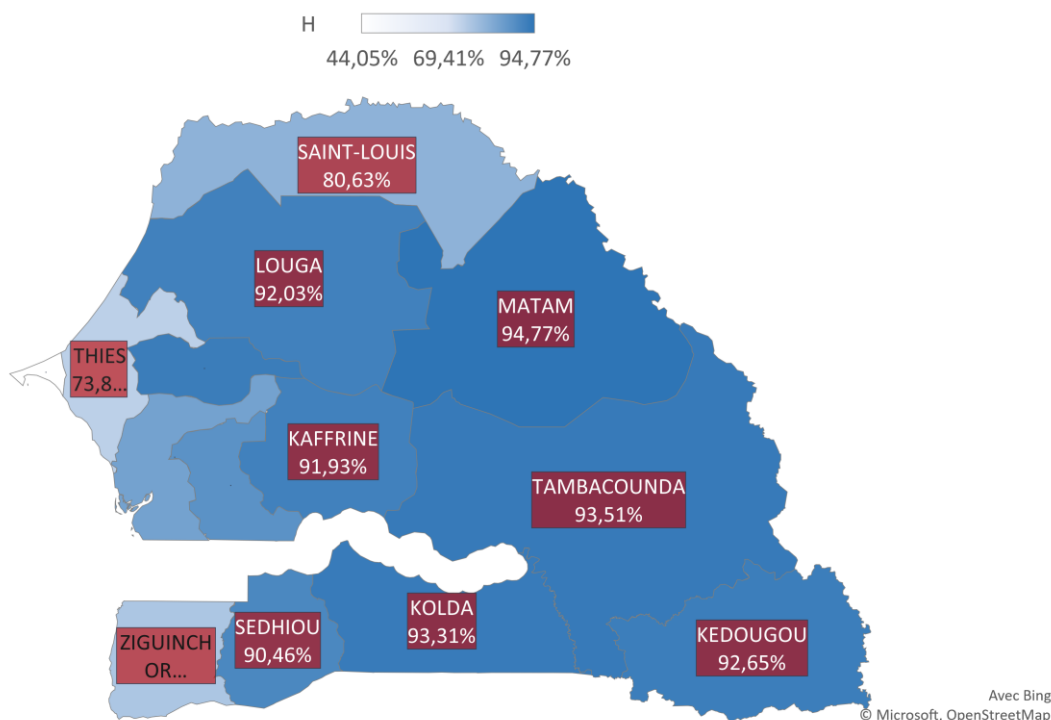 H
44,05% 69,41% 94,77%
SAINT-LOUIS
80,63%
LOUGA
92,03%
MATAM
94,77%
THIES
73,8...
KAFFRINE
91,93%
TAMBACOUNDA
93,51%
KOLDA
93,31%
SEDHIOU
90,46%
ZIGUINCH
OR...
KEDOUGOU
92,65%
Avec Bing
© Microsoft, OpenStreetMap